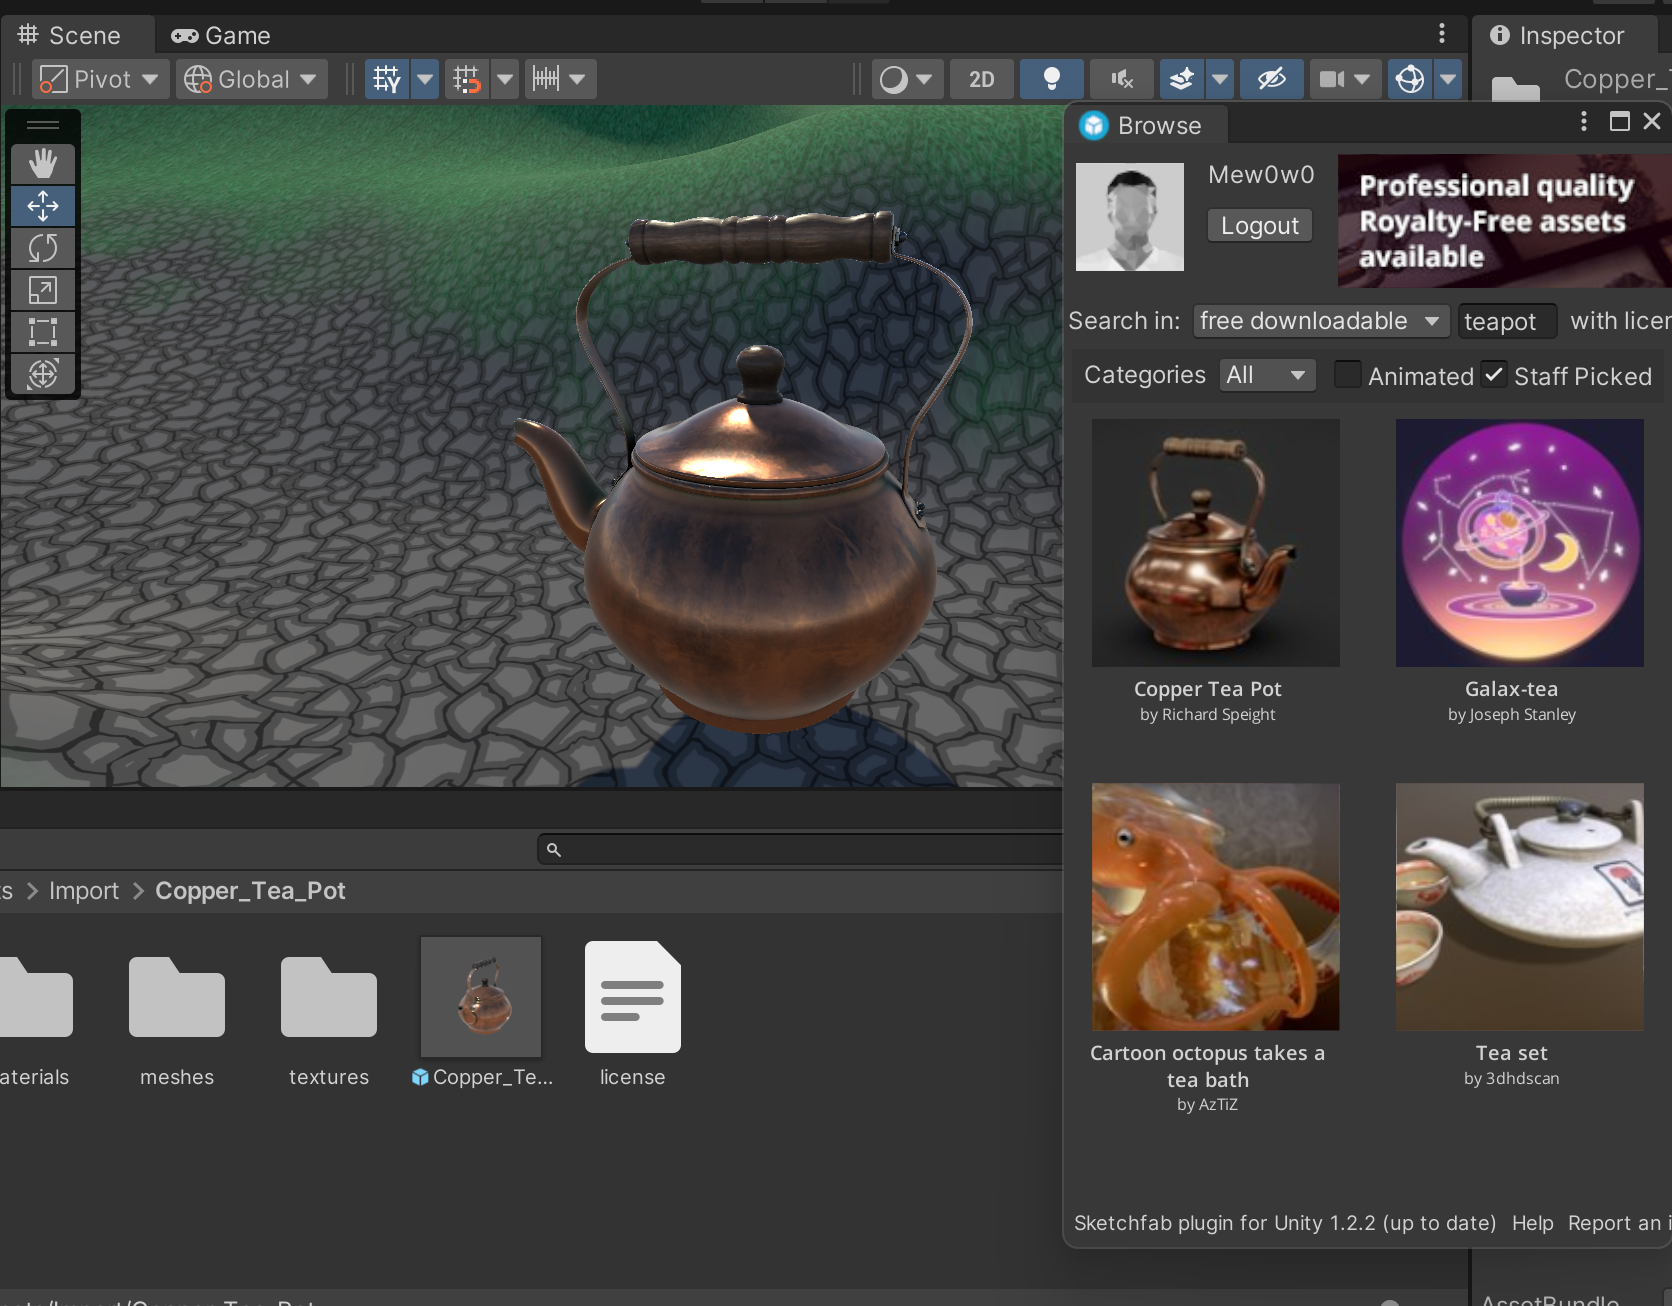 Scene
Game
Inspector
Pivot
Global
2D
Copper_
Browse
Mew0w0
Logout
Professional quality
Royalty-Free assets
available
Search in:
free downloadable
teapot
with
Categories
All
Animated
Staff Picked
Copper Tea Pot
by Richard Speight
Galax-tea
by Joseph Stanley
Cartoon octopus takes a
tea bath
by AzTiZ
Tea set
by 3dhdscan
Sketchfab plugin for Unity 1.2.2 (up to date)
Help
Report an
Import > Copper_Tea_Pot
aterials
meshes
textures
Copper_Te...
license
AssetBundle